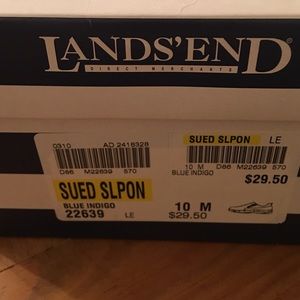 LANDS'END
DIRECT MERCHANTS
0310 AD 2416328
D66 M22639 570
SUED SLPON
BLUE INDIGO
22639 LE
10 M
$29.50
SUED SLPON LE
10 M D66 M22639 570
BLUE INDIGO
$29.50